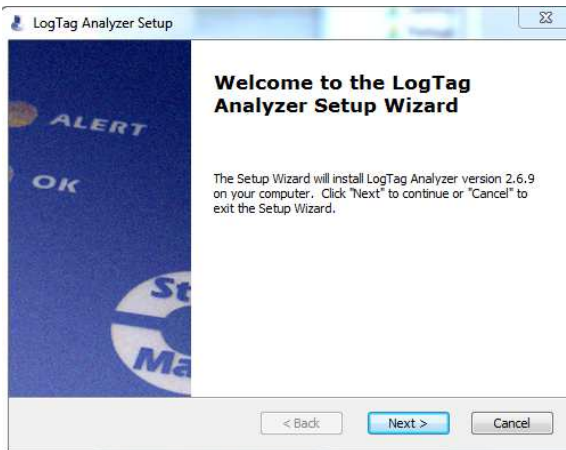 LogTag Analyzer Setup
Welcome to the LogTag
Analyzer Setup Wizard
ALERT
OK
The Setup Wizard will install LogTag Analyzer version 2.6.9
on your computer. Click "Next" to continue or "Cancel" to
exit the Setup Wizard.
St
Ma
< Back
Next >
Cancel